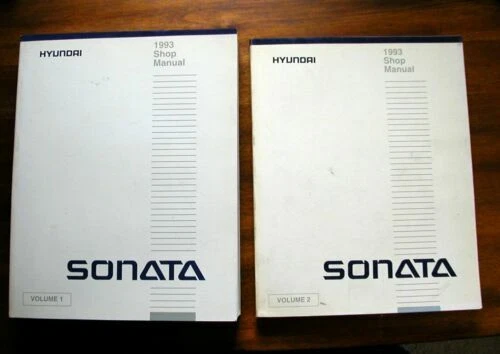 HYUNDAI
1993
Shop
Manual
SONATA
VOLUME 1
HYUNDAI
1993
Shop
Manual
SONATA
VOLUME 2